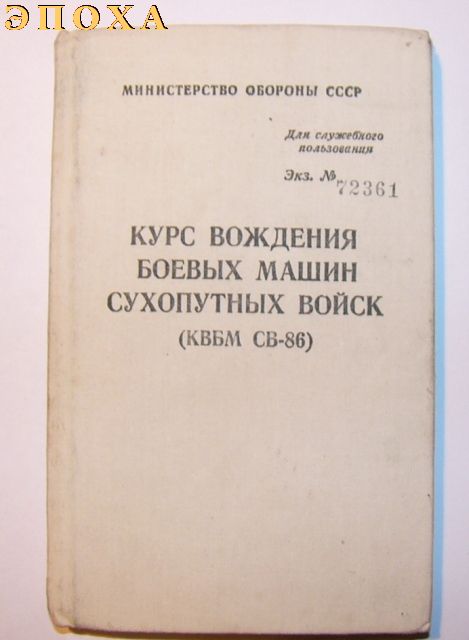 ЭПОХА
МИНИСТЕРСТВО ОБОРОНЫ СССР
Для служебного
пользования
Экз. №
72361
КУРС ВОЖДЕНИЯ
БОЕВЫХ МАШИН
СУХОПУТНЫХ ВОЙСК
(КВБМ СВ-86)